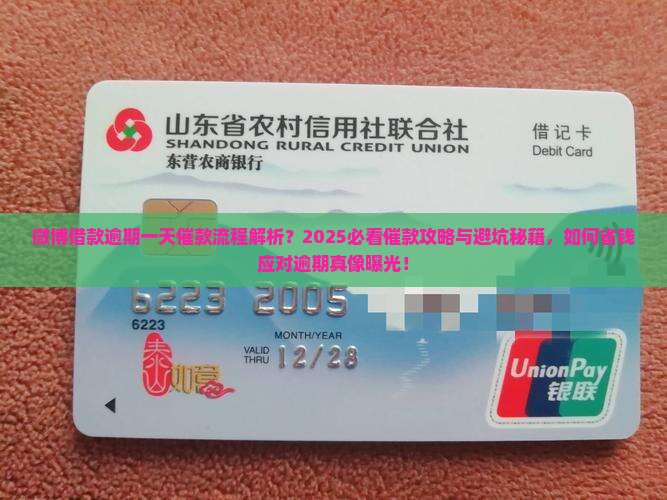 山东省农村信用社联合社
SHANDONG RURAL CREDIT UNION
东营农商银行
借记卡
Debit Card
微博借款逾期一天催款流程解析？2025必看催款攻略与避坑秘籍，如何省钱
应对逾期真像曝光！
6223 2005
6223
MONTH/YEAR
VALID
THRU 12/28
泰山如意
UnionPay
银联